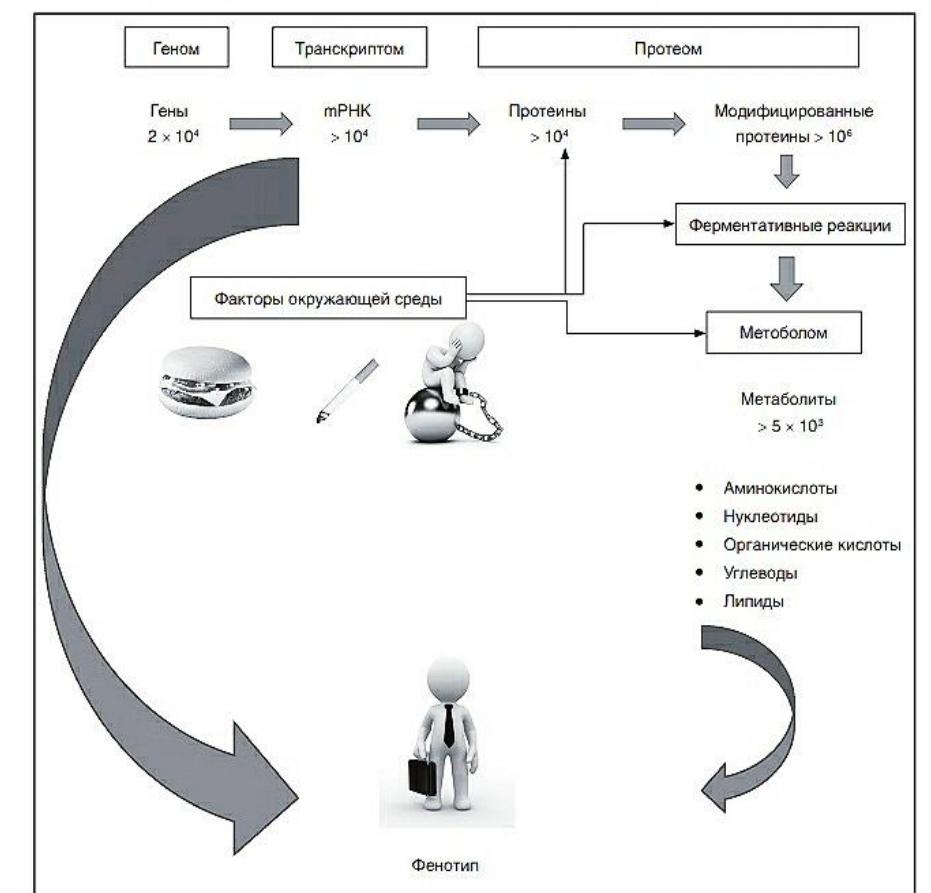 Геном
Транскриптом
Протеом
Гены
2 × 10⁴
mРНК
> 10⁴
Протеины
> 10⁴
Модифицированные
протеины > 10⁶
Ферментативные реакции
Факторы окружающей среды
Метоболом
Метаболиты
> 5 × 10³
• Аминокислоты
• Нуклеотиды
• Органические кислоты
• Углеводы
• Липиды
Фенотип